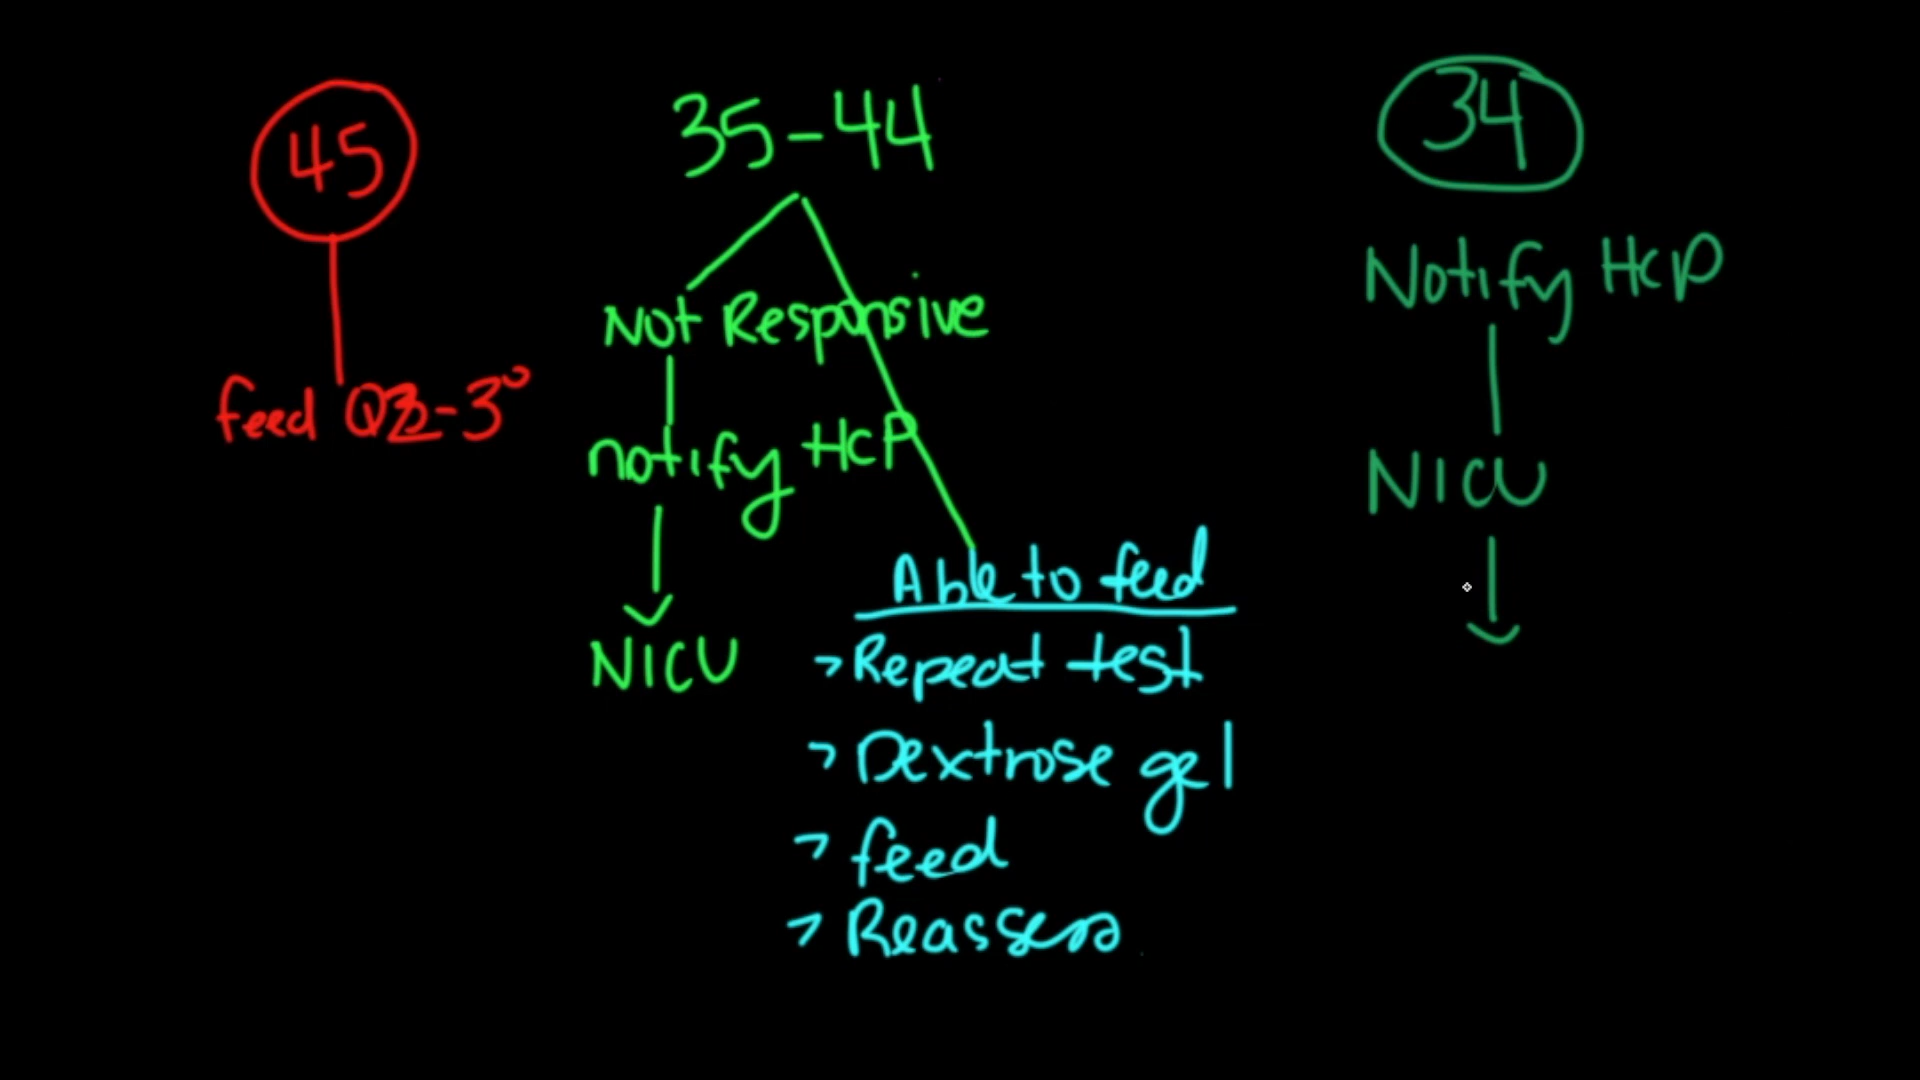 45
feed Q2-3°
35-44
Not Responsive
notify HCP
NICU
Able to feed
Repeat test
Dextrose gel
feed
Reassess
34
Notify HCP
NICU